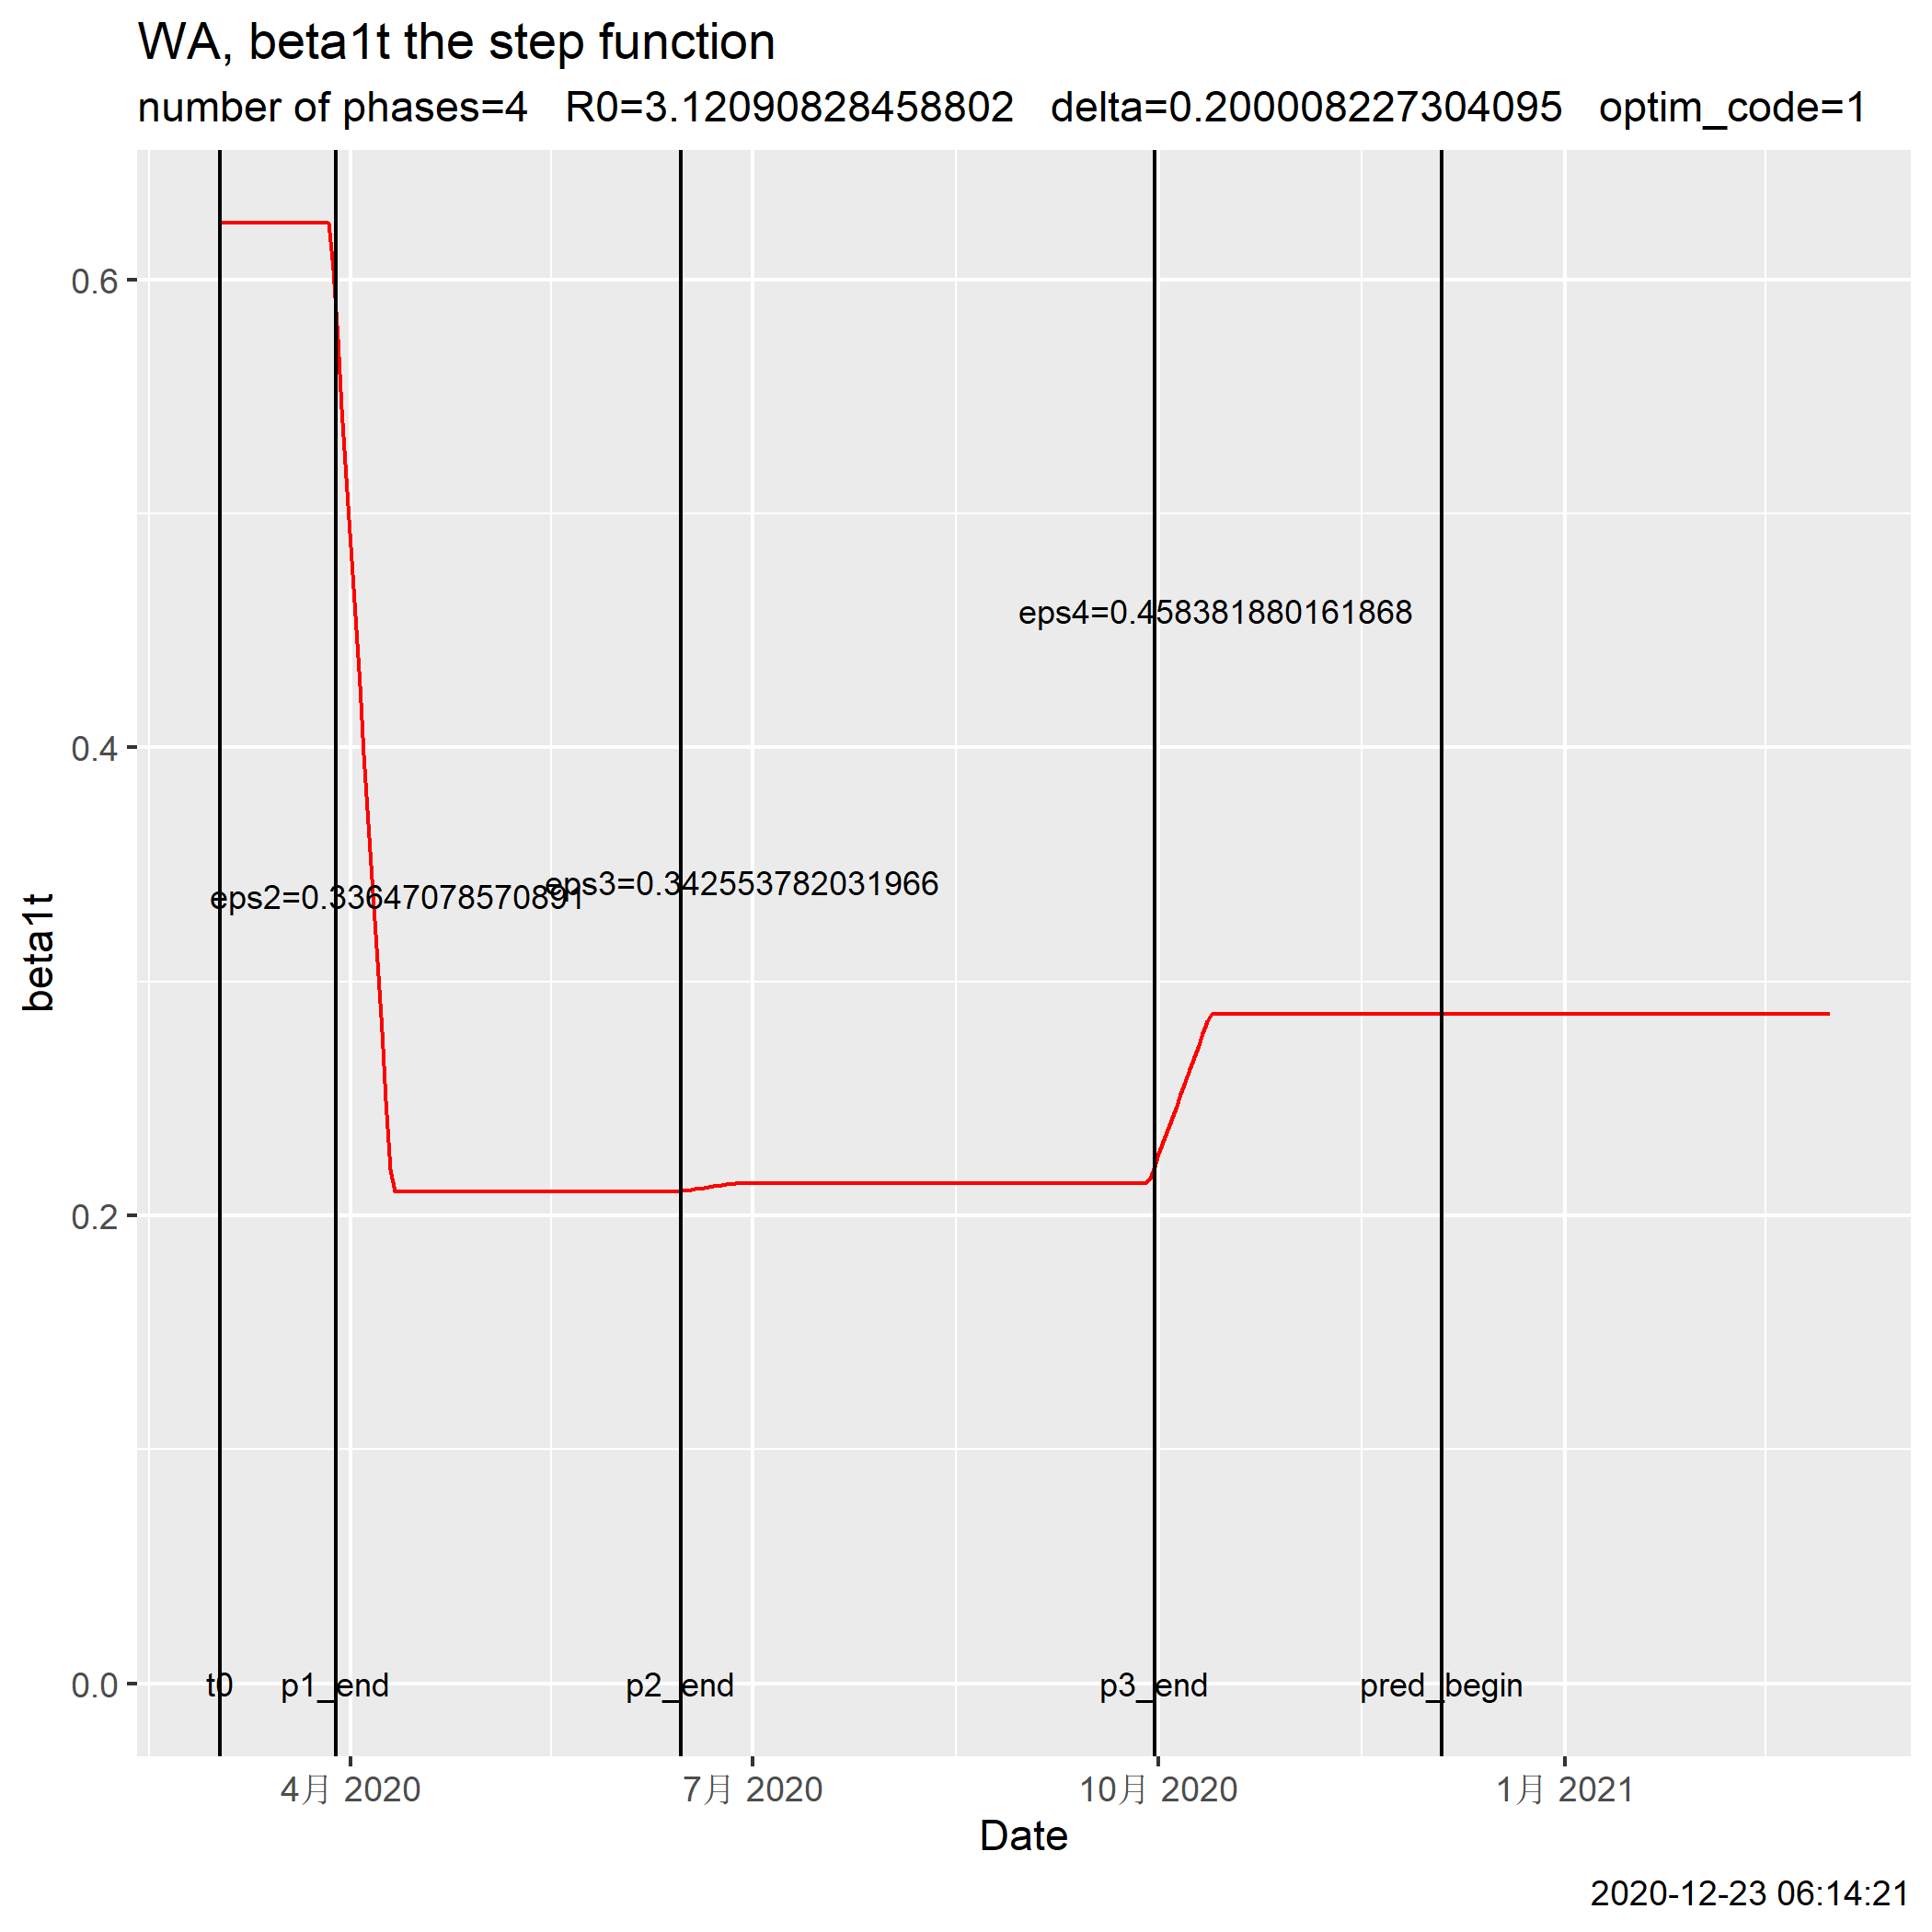 WA, beta1t the step function
number of phases=4   R0=3.12090828458802   delta=0.200008227304095   optim_code=1
0.6
eps4=0.458381880161868
0.4
eps3=0.342553782031966
eps2=0.33647078570891
beta1t
0.2
0.0
t0 p1_end p2_end p3_end pred_begin
4月 2020 7月 2020 10月 2020 1月 2021
Date
2020-12-23 06:14:21